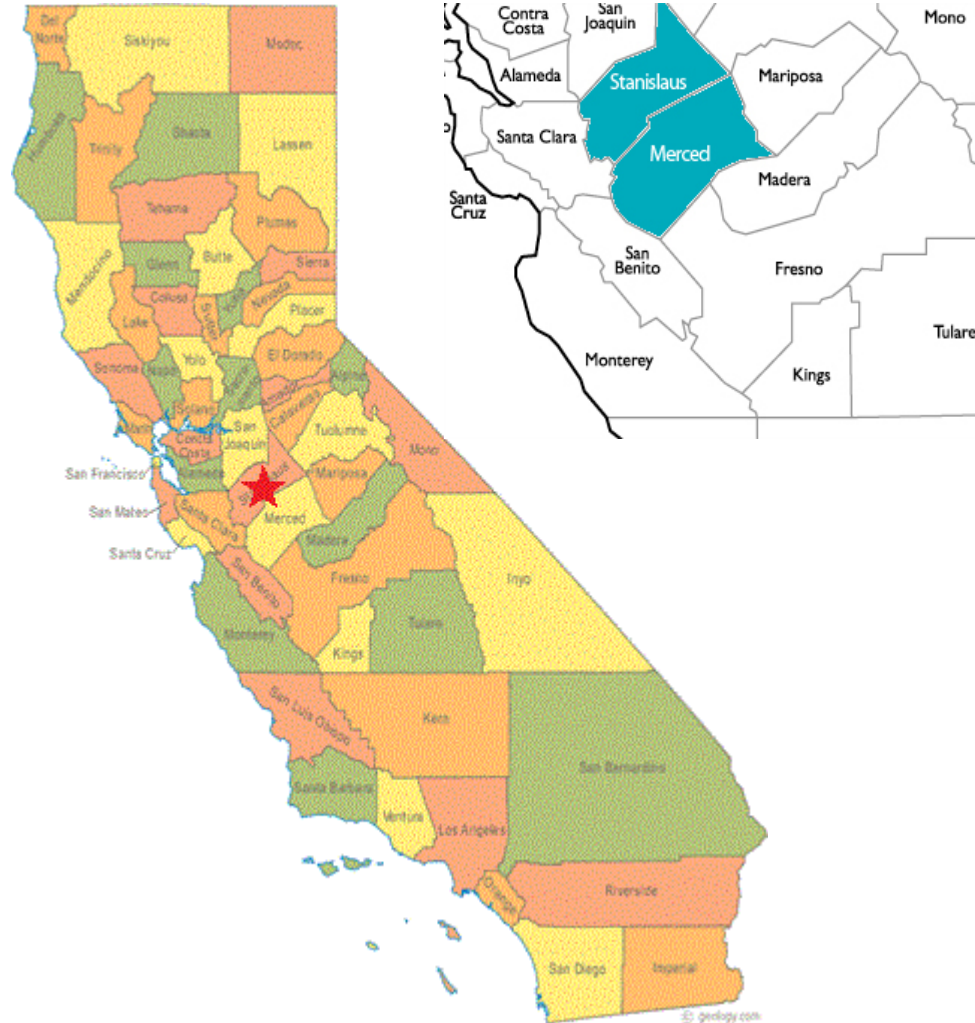 Del
Norte
Siskiyou
Modoc
Humboldt
Trinity
Shasta
Lassen
Tehama
Plumas
Mendocino
Glenn
Butte
Sierra
Colusa
Yuba
Nevada
Lake
Sutter
Placer
Sonoma
Napa
Yolo
El Dorado
Alpine
Amador
Solano
Calaveras
Marin
San
Joaquin
Tuolumne
Contra
Costa
Mono
San Francisco
Alameda
Mariposa
San Mateo
Santa Clara
Merced
Santa Cruz
Madera
San Benito
Fresno
Inyo
Monterey
Tulare
Kings
San Luis Obispo
Kern
San Bernardino
Santa Barbara
Ventura
Los Angeles
Orange
Riverside
San Diego
Imperial
© geology.com
Contra
Costa
San
Joaquin
Mono
Alameda
Stanislaus
Mariposa
Santa Clara
Merced
Madera
Santa
Cruz
San
Benito
Fresno
Monterey
Kings
Tulare